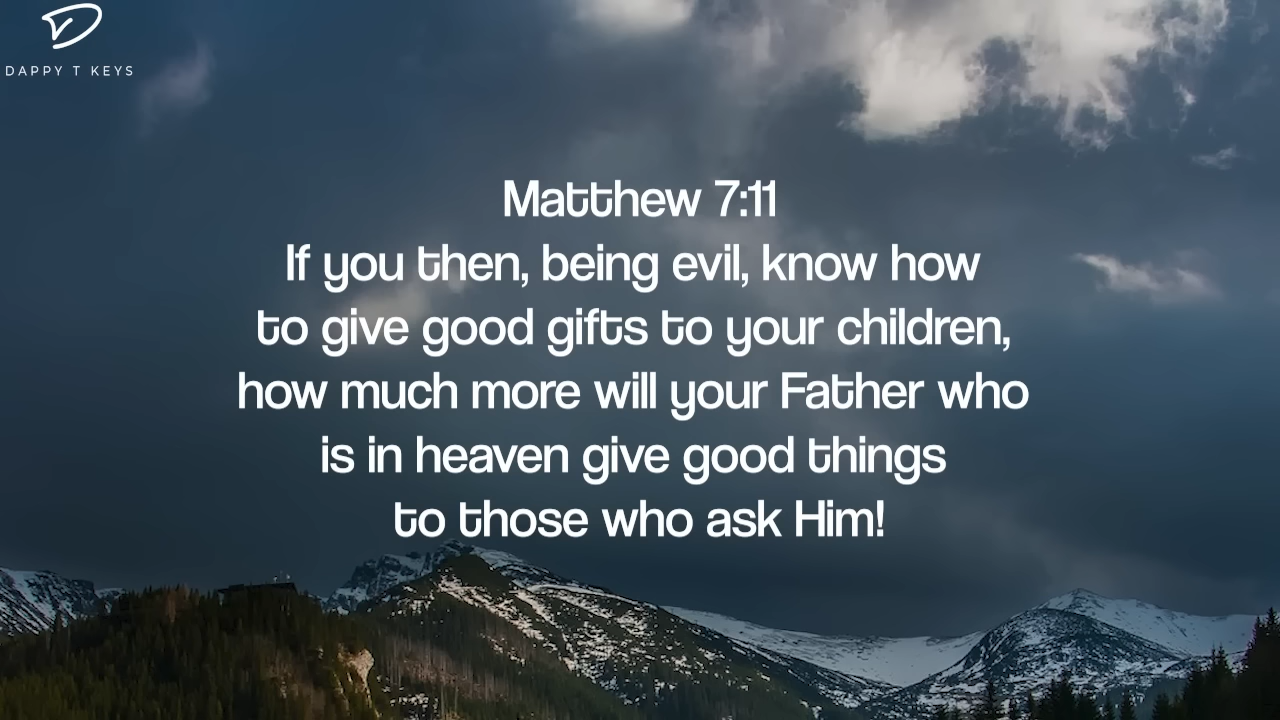 DAPPY T KEYS
Matthew 7:11
If you then, being evil, know how
to give good gifts to your children,
how much more will your Father who
is in heaven give good things
to those who ask Him!